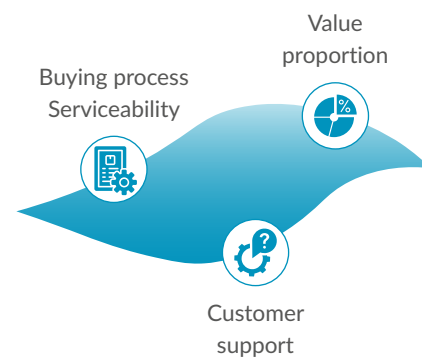 Value
proportion
Buying process
Serviceability
%
?
Customer
support